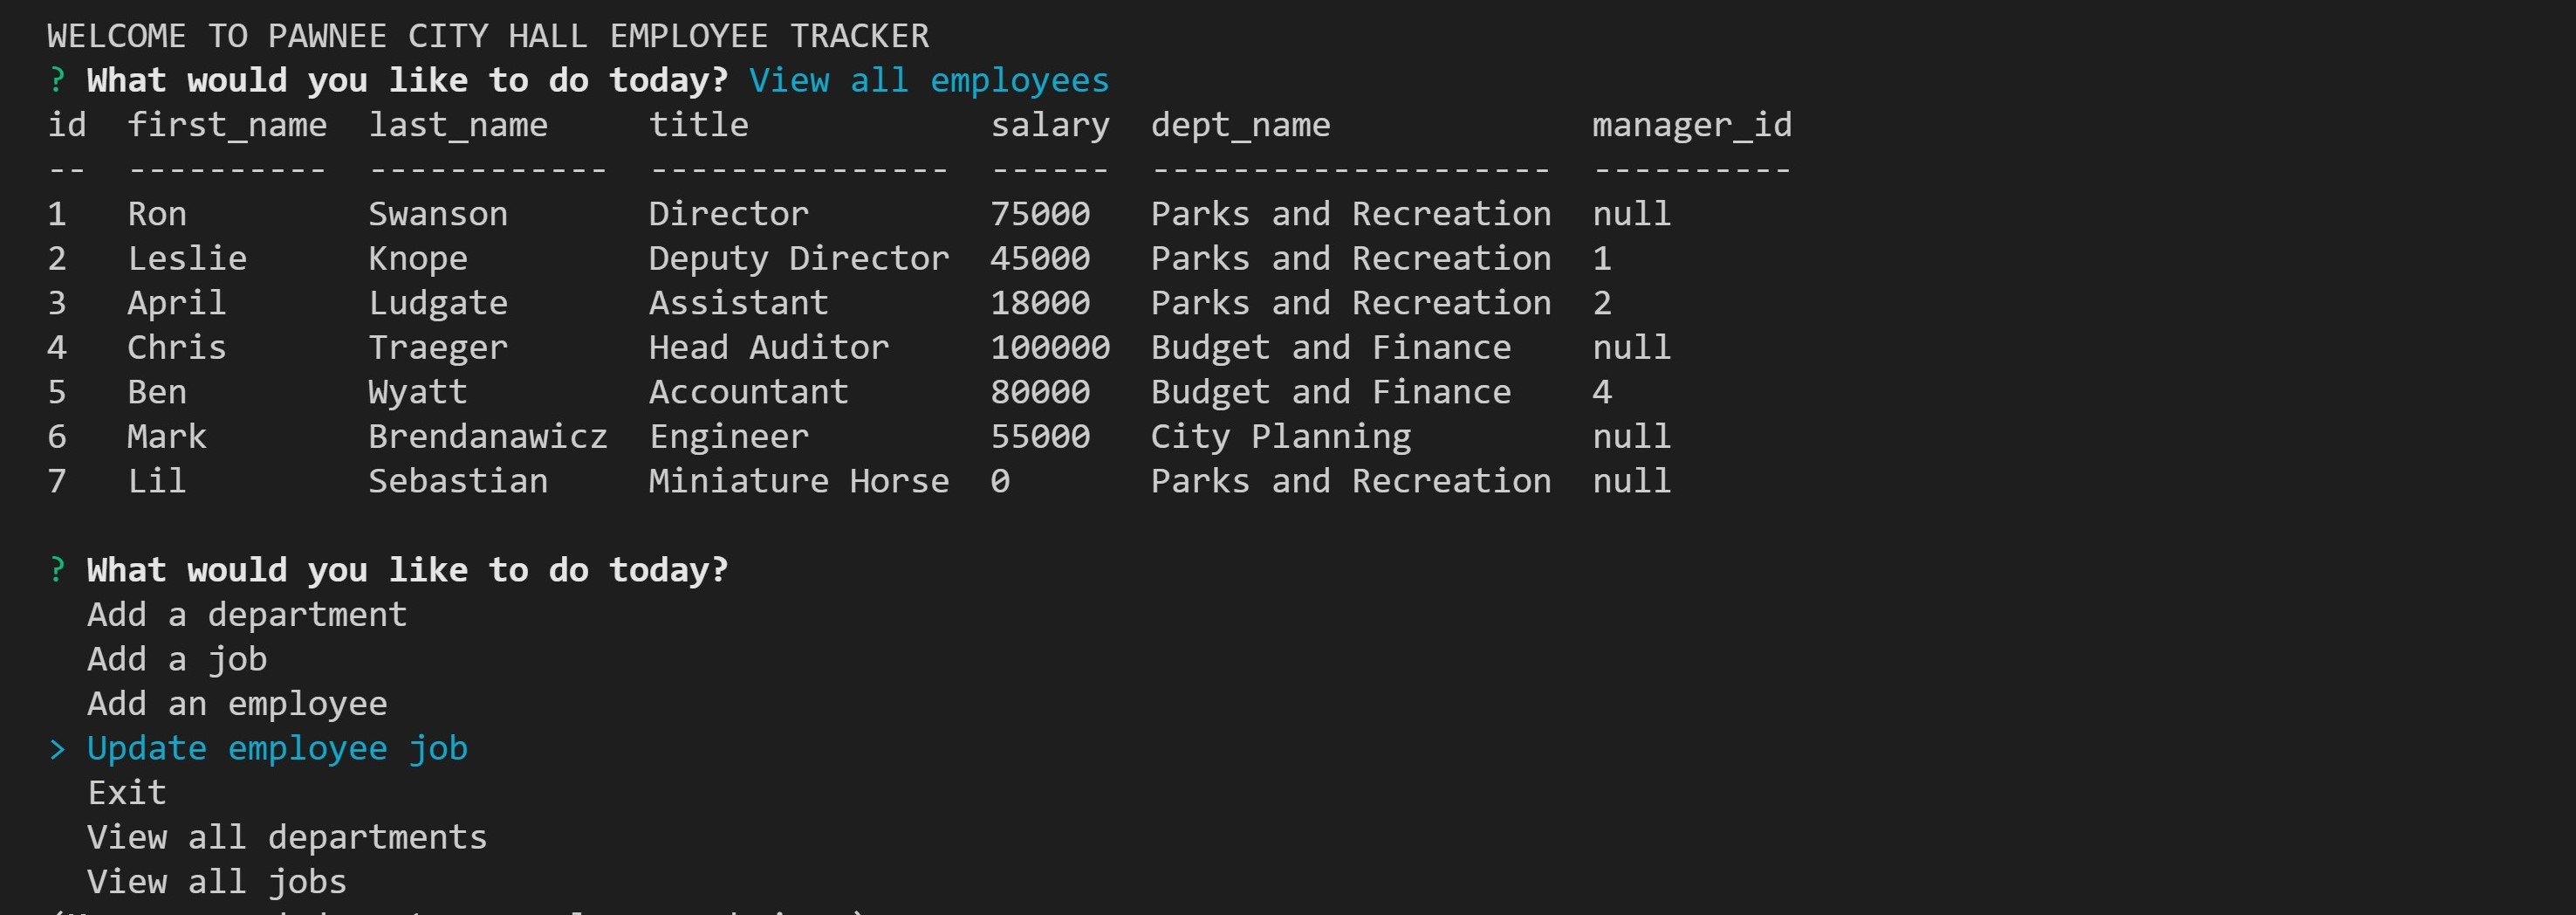 WELCOME TO PAWNEE CITY HALL EMPLOYEE TRACKER
? What would you like to do today? View all employees
id  first_name  last_name     title            salary  dept_name             manager_id
--  ----------  ------------  ---------------  ------  --------------------  ----------
1   Ron         Swanson       Director         75000   Parks and Recreation  null
2   Leslie      Knope         Deputy Director  45000   Parks and Recreation  1
3   April       Ludgate       Assistant        18000   Parks and Recreation  2
4   Chris       Traeger       Head Auditor     100000  Budget and Finance    null
5   Ben         Wyatt         Accountant       80000   Budget and Finance    4
6   Mark        Brendanawicz  Engineer         55000   City Planning         null
7   Lil         Sebastian     Miniature Horse  0       Parks and Recreation  null
? What would you like to do today?
Add a department
Add a job
Add an employee
> Update employee job
Exit
View all departments
View all jobs